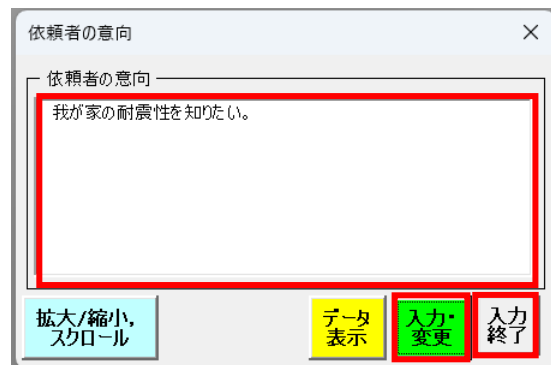 依頼者の意向
依頼者の意向
我が家の耐震性を知りたい。
拡大/縮小,
スクロール
データ
表示
入力・
変更
入力
終了